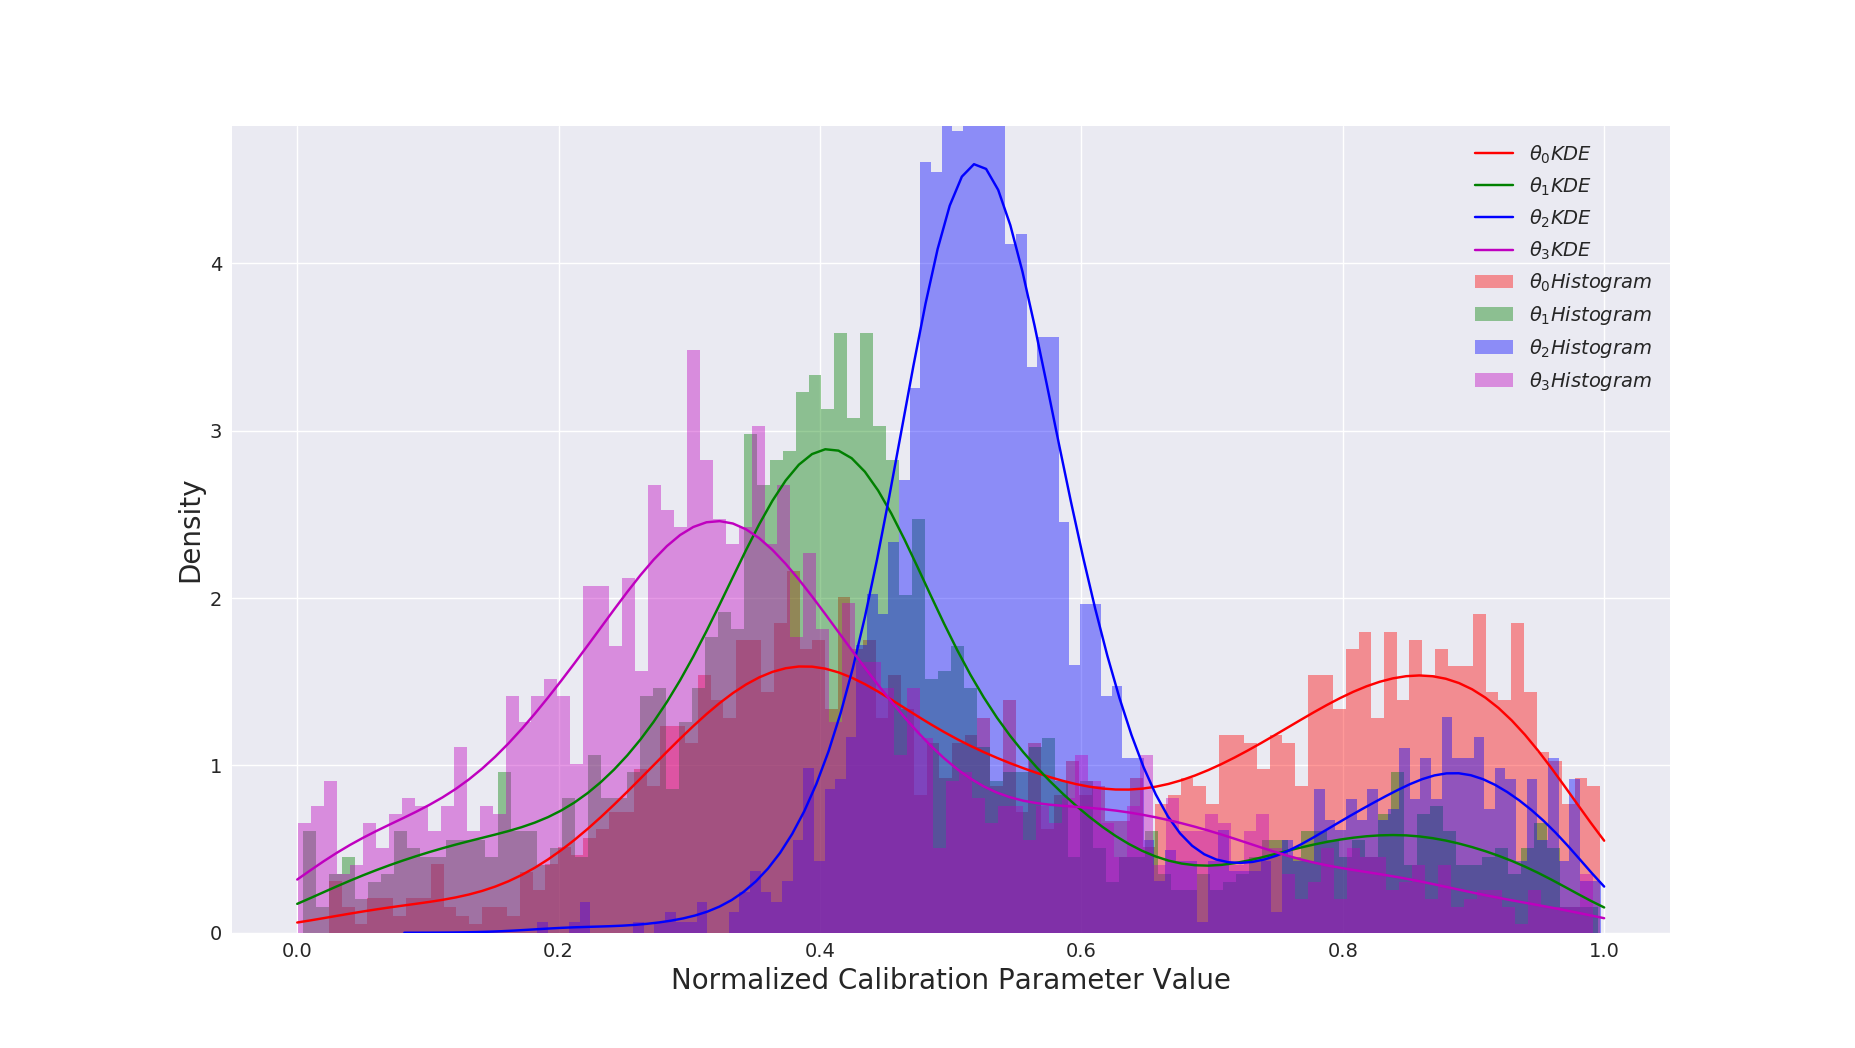 θ₀KDE
θ₁KDE
θ₂KDE
θ₃KDE
θ₀Histogram
θ₁Histogram
θ₂Histogram
θ₃Histogram
4
3
2
1
0
Density
0.0 0.2 0.4 0.6 0.8 1.0
Normalized Calibration Parameter Value